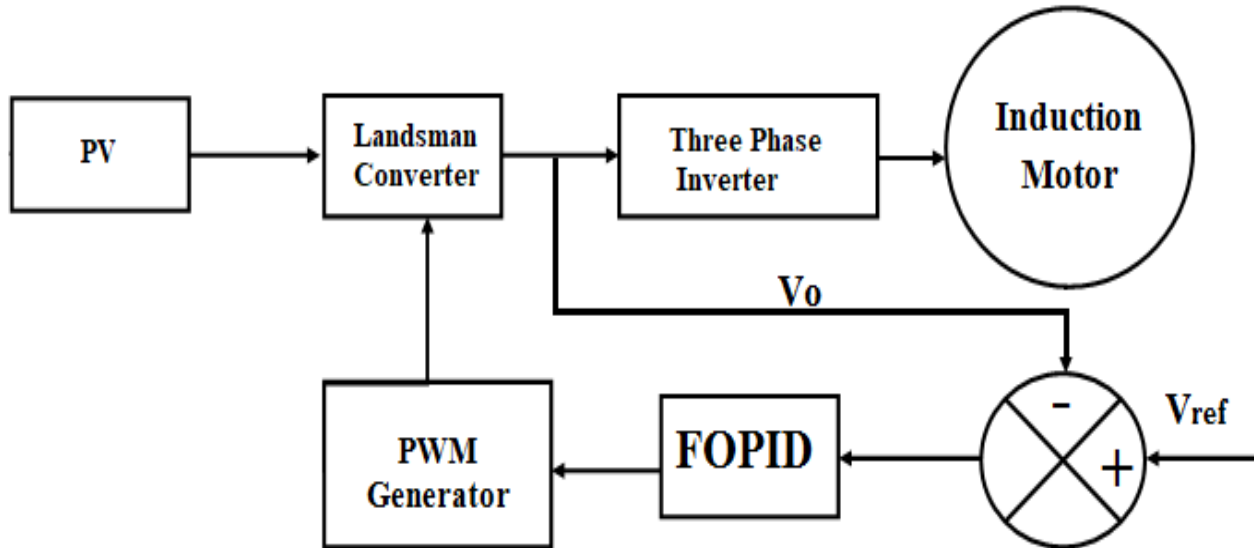 PV
Landsman
Converter
Three Phase
Inverter
Induction
Motor
Vo
-
+
Vref
FOPID
PWM
Generator